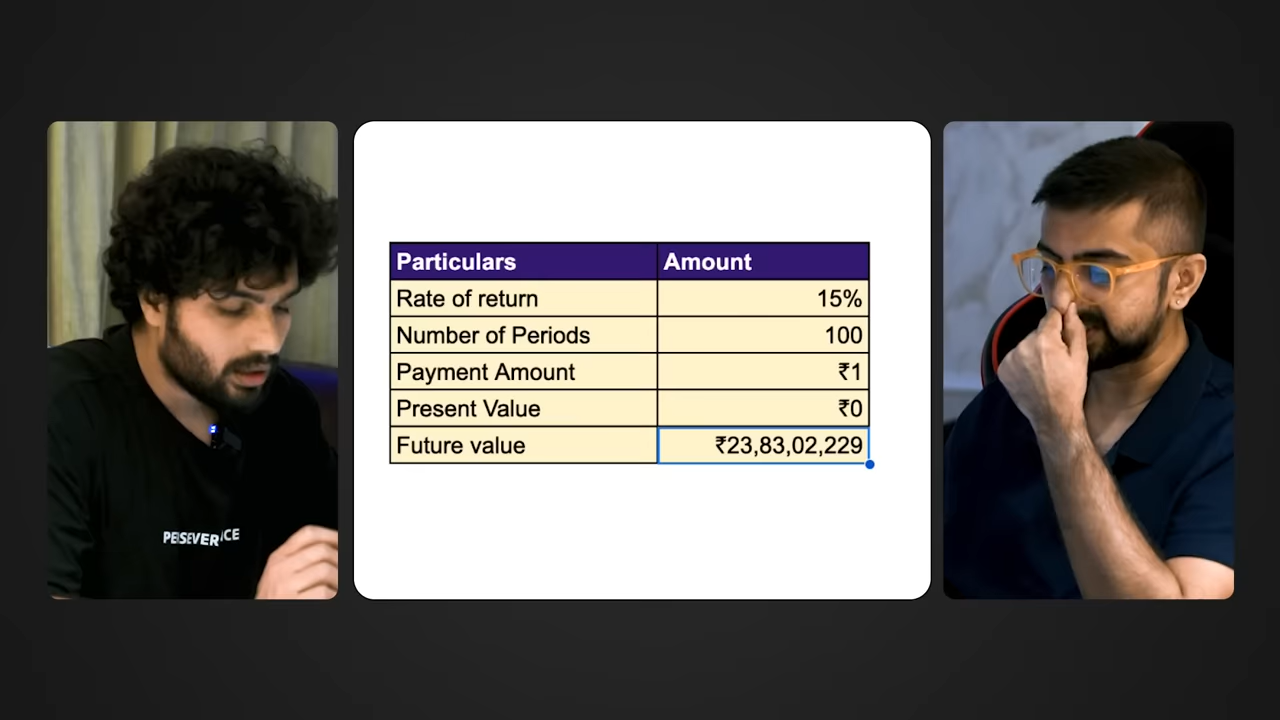 Particulars Amount
Rate of return 15%
Number of Periods 100
Payment Amount ₹1
Present Value ₹0
Future value ₹23,83,02,229